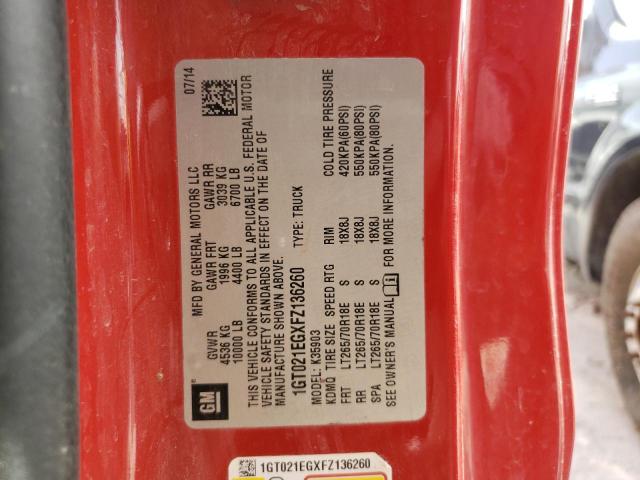 GM
®
MFD BY GENERAL MOTORS LLC
07/14
GVWR GAWR FRT GAWR RR
4536 KG 1996 KG 3039 KG
10000 LB 4400 LB 6700 LB
THIS VEHICLE CONFORMS TO ALL APPLICABLE U.S. FEDERAL MOTOR
VEHICLE SAFETY STANDARDS IN EFFECT ON THE DATE OF
MANUFACTURE SHOWN ABOVE.
1GT021EGXFZ136260 TYPE: TRUCK
MODEL: K35903
KDMQ TIRE SIZE SPEED RTG RIM COLD TIRE PRESSURE
FRT LT265/70R18E S 18X8J 420KPA(60PSI)
RR LT265/70R18E S 18X8J 550KPA(80PSI)
SPA LT265/70R18E S 18X8J 550KPA(80PSI)
SEE OWNER'S MANUAL FOR MORE INFORMATION.
1GT021EGXFZ136260